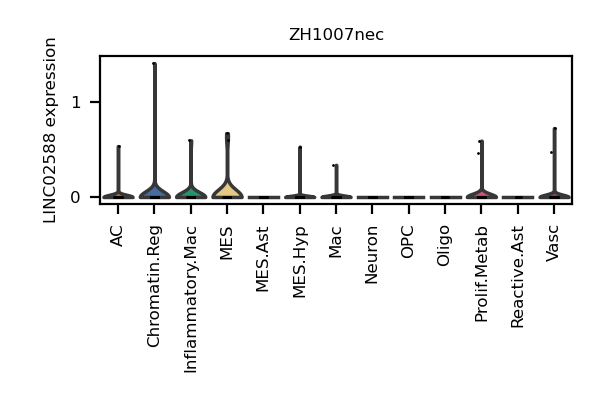 ZH1007nec
LINC02588 expression
1
0
AC
Chromatin.Reg
Inflammatory.Mac
MES
MES.Ast
MES.Hyp
Mac
Neuron
OPC
Oligo
Prolif.Metab
Reactive.Ast
Vasc